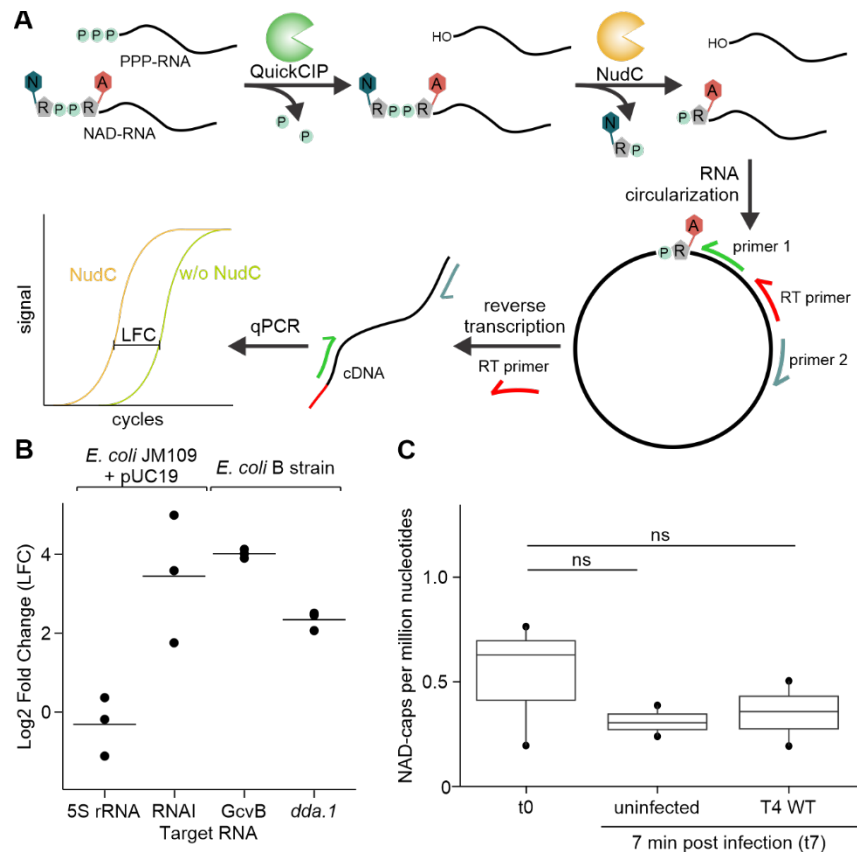 A
P P P
PPP-RNA
N
A
R P P R
NAD-RNA
QuickCIP
P
P
HO
N
A
R P P R
NudC
N
R P
HO
A
P R
RNA
circularization
A
P R
primer 1
RT primer
primer 2
reverse
transcription
RT primer
cDNA
qPCR
signal
NudC
w/o NudC
LFC
cycles
B
E. coli JM109
+ pUC19
E. coli B strain
Log2 Fold Change (LFC)
4
2
0
5S rRNA RNAI GcvB dda.1
Target RNA
C
NAD-caps per million nucleotides
1.0
0.5
0
ns
ns
t0 uninfected T4 WT
7 min post infection (t7)